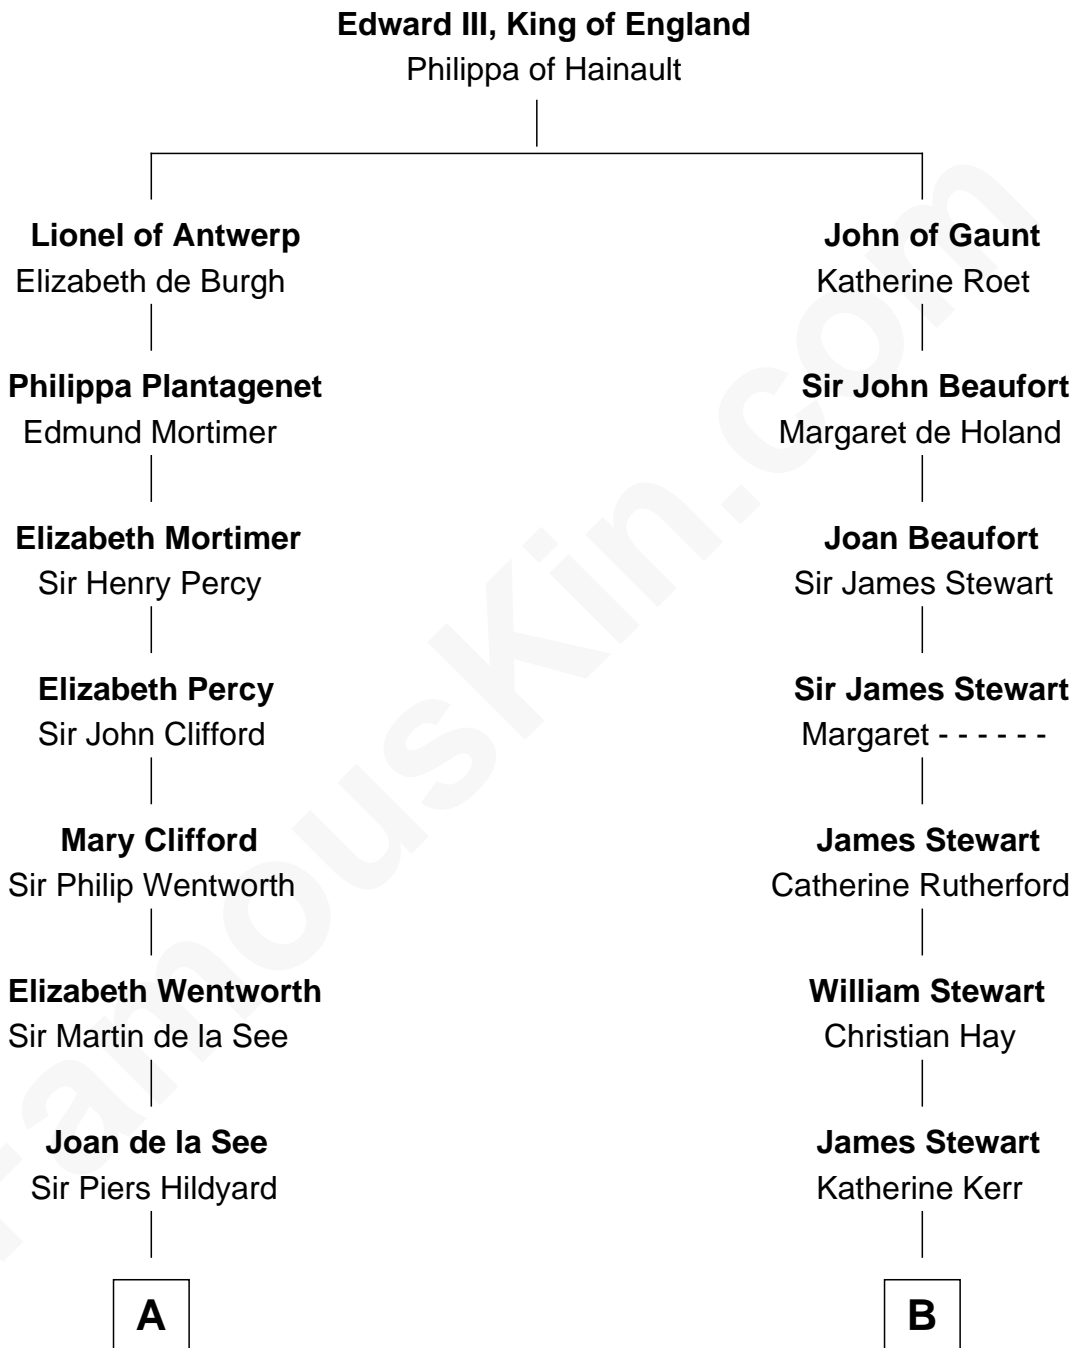 Edward III, King of England
Philippa of Hainault
Lionel of Antwerp
Elizabeth de Burgh
John of Gaunt
Katherine Roet
Philippa Plantagenet
Edmund Mortimer
Sir John Beaufort
Margaret de Holand
Elizabeth Mortimer
Sir Henry Percy
Joan Beaufort
Sir James Stewart
Elizabeth Percy
Sir John Clifford
Sir James Stewart
Margaret - - - - - -
Mary Clifford
Sir Philip Wentworth
James Stewart
Catherine Rutherford
Elizabeth Wentworth
Sir Martin de la See
William Stewart
Christian Hay
Joan de la See
Sir Piers Hildyard
James Stewart
Katherine Kerr
A
B
FamousKin.com